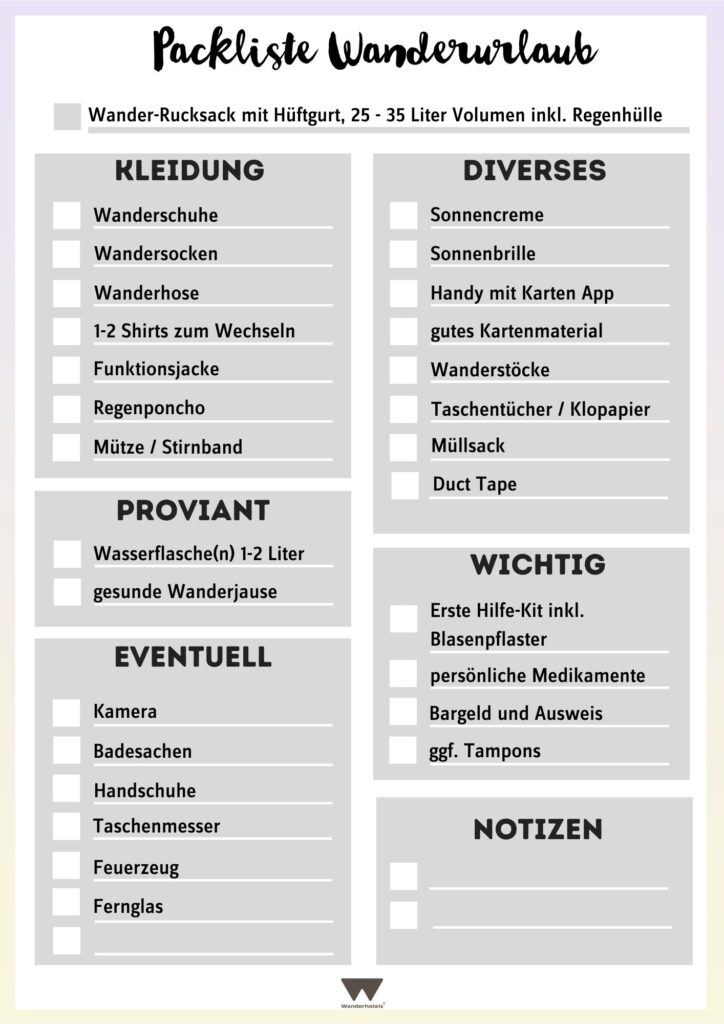 Packliste Wanderurlaub
Wander-Rucksack mit Hüftgurt, 25 - 35 Liter Volumen inkl. Regenhülle
KLEIDUNG
Wanderschuhe
Wandersocken
Wanderhose
1-2 Shirts zum Wechseln
Funktionsjacke
Regenponcho
Mütze / Stirnband
PROVIANT
Wasserflasche(n) 1-2 Liter
gesunde Wanderjause
EVENTUELL
Kamera
Badesachen
Handschuhe
Taschenmesser
Feuerzeug
Fernglas
DIVERSES
Sonnencreme
Sonnenbrille
Handy mit Karten App
gutes Kartenmaterial
Wanderstöcke
Taschentücher / Klopapier
Müllsack
Duct Tape
WICHTIG
Erste Hilfe-Kit inkl.
Blasenpflaster
persönliche Medikamente
Bargeld und Ausweis
ggf. Tampons
NOTIZEN
Wanderhotels®